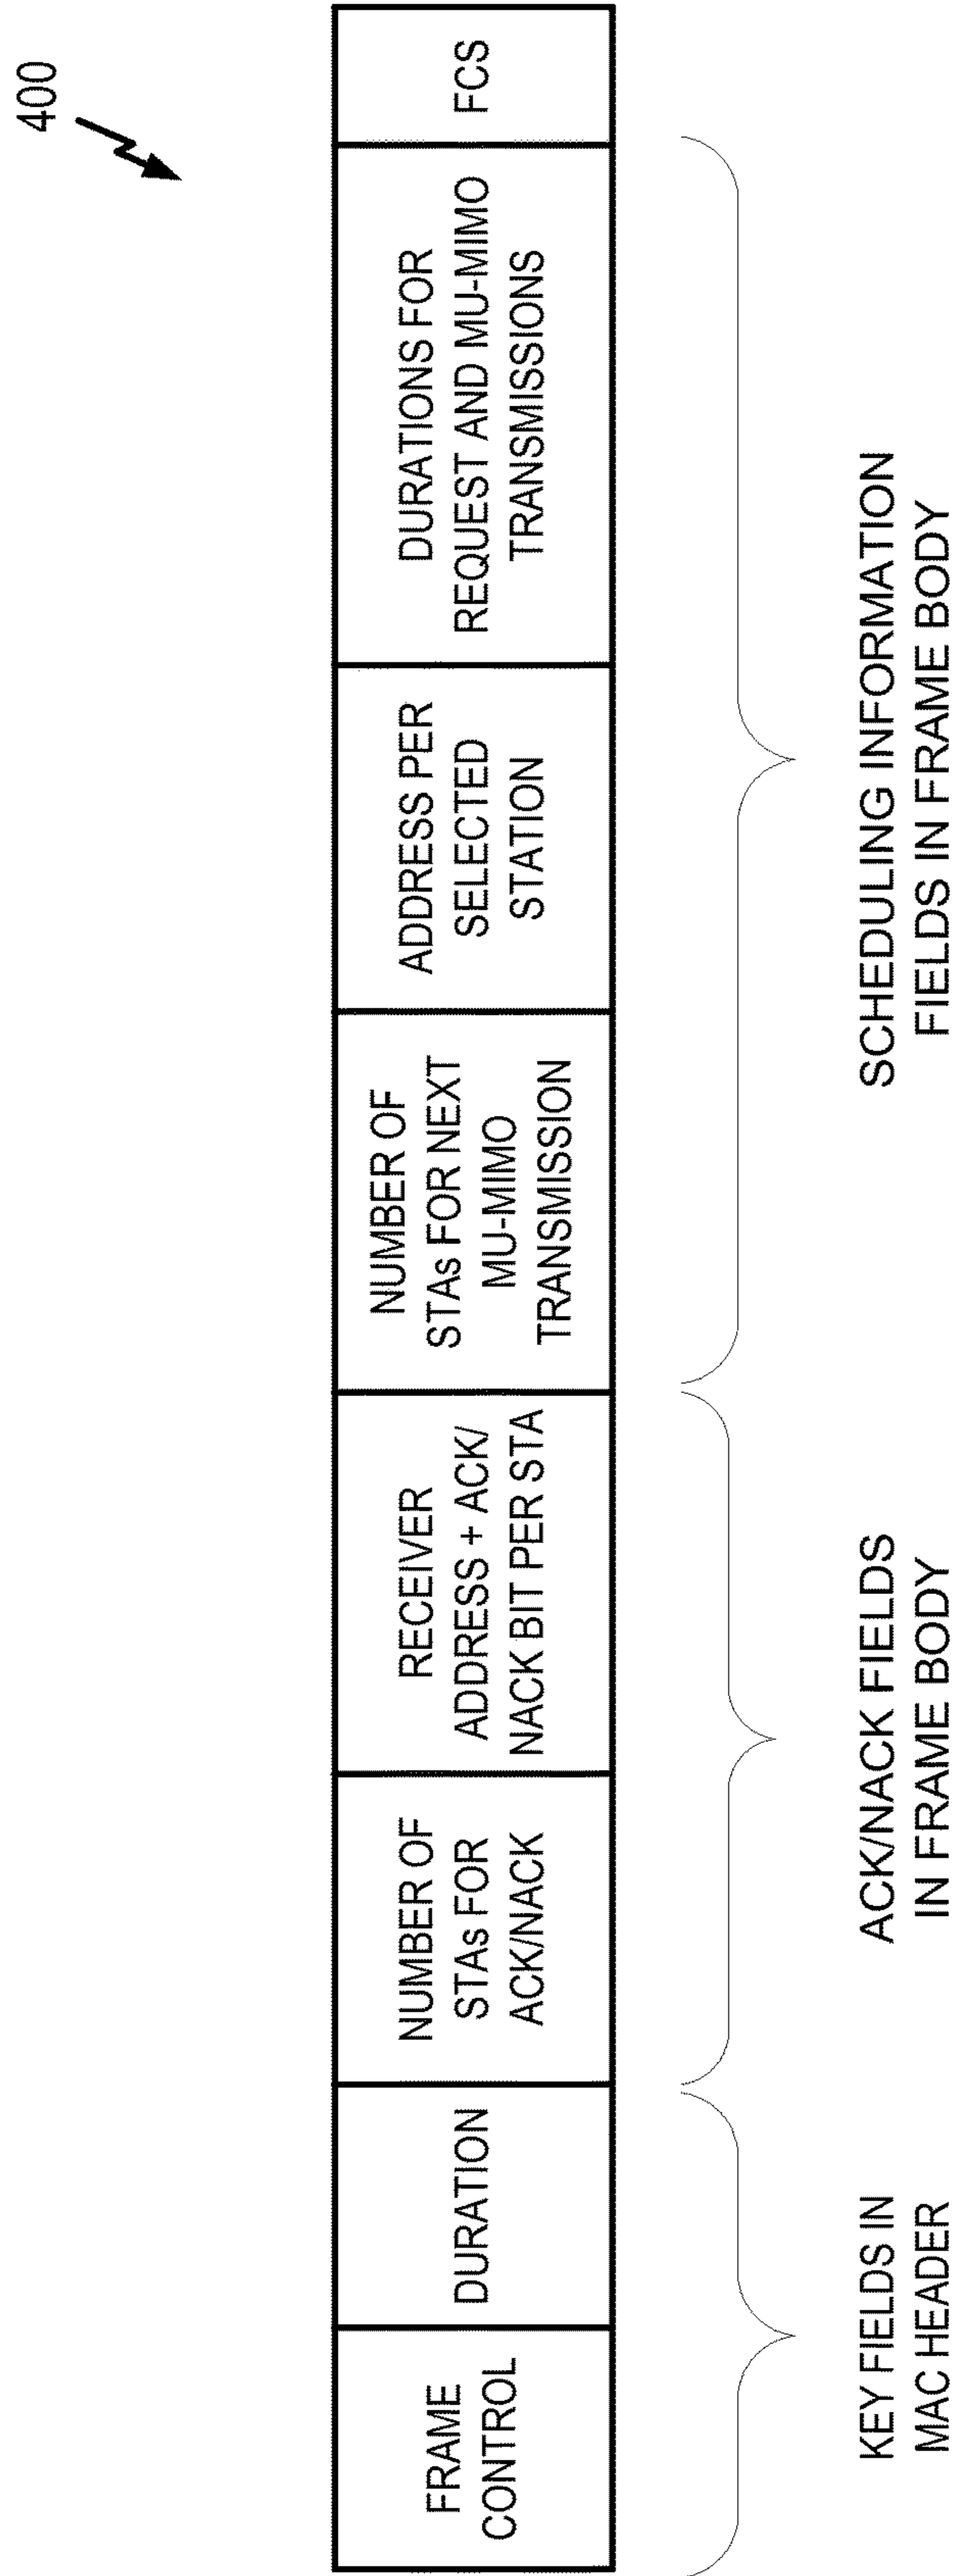 400
FRAME
CONTROL
DURATION
NUMBER OF
STAs FOR
ACK/NACK
RECEIVER
ADDRESS + ACK/
NACK BIT PER STA
NUMBER OF
STAs FOR NEXT
MU-MIMO
TRANSMISSION
ADDRESS PER
SELECTED
STATION
DURATIONS FOR
REQUEST AND MU-MIMO
TRANSMISSIONS
FCS
KEY FIELDS IN
MAC HEADER
ACK/NACK FIELDS
IN FRAME BODY
SCHEDULING INFORMATION
FIELDS IN FRAME BODY